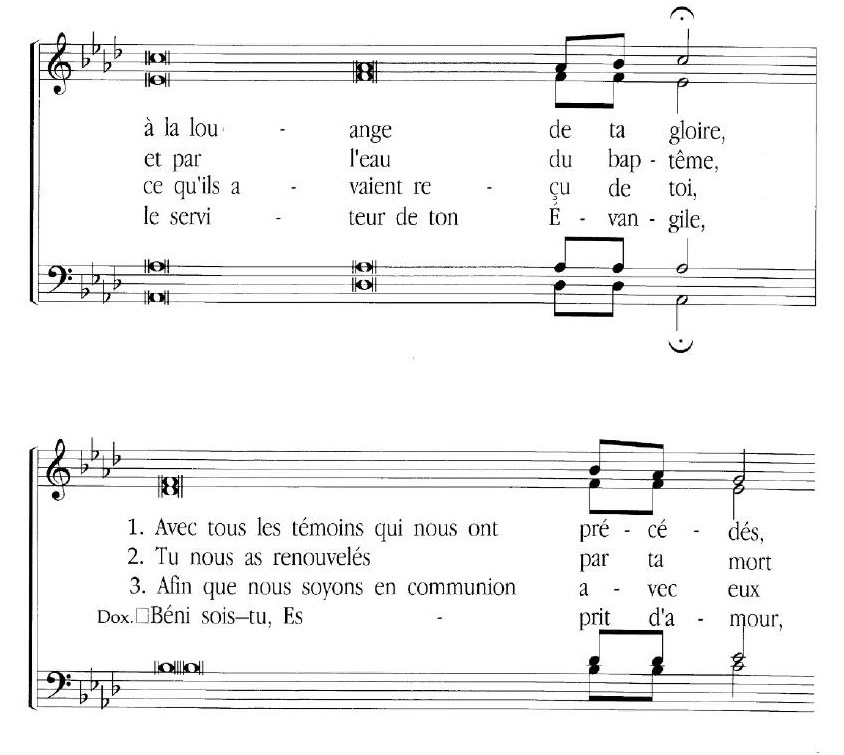 à la lou - ange de ta gloire,
et par l'eau du bap - tême,
ce qu'ils a - vaient re - çu de toi,
le servi - teur de ton É - van - gile,
1. Avec tous les témoins qui nous ont pré - cé - dés,
2. Tu nous as renouvelés par ta mort
3. Afin que nous soyons en communion a - vec eux
Dox.□Béni sois–tu, Es - prit d'a - mour,